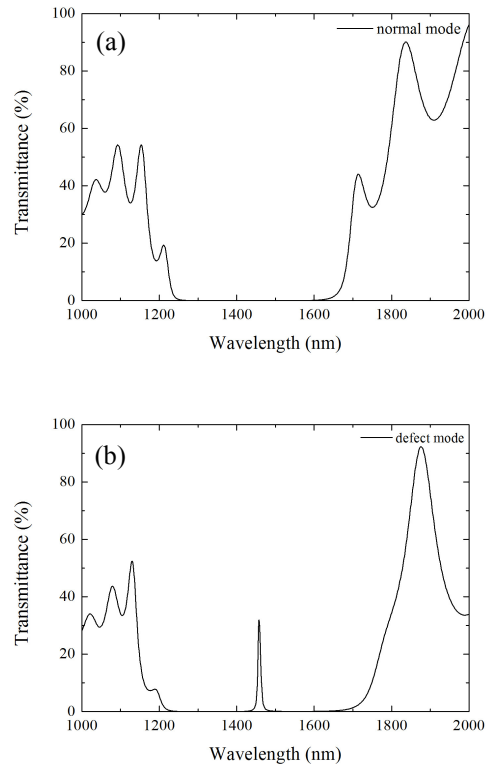 (a)
normal mode
100
80
60
40
20
0
Transmittance (%)
1000 1200 1400 1600 1800 2000
Wavelength (nm)
(b)
defect mode
100
80
60
40
20
0
Transmittance (%)
1000 1200 1400 1600 1800 2000
Wavelength (nm)